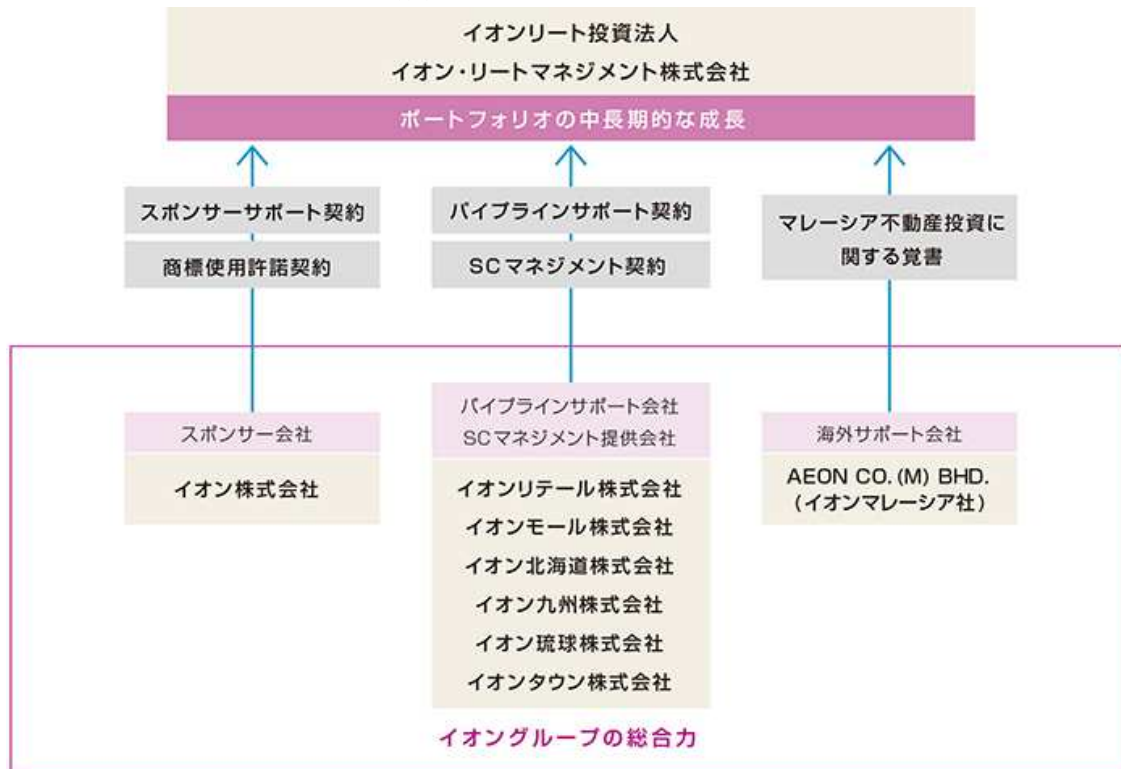 イオンリート投資法人
イオン・リートマネジメント株式会社
ポートフォリオの中長期的な成長
スポンサーサポート契約
商標使用許諾契約
パイプラインサポート契約
SCマネジメント契約
マレーシア不動産投資に
関する覚書
スポンサー会社
イオン株式会社
パイプラインサポート会社
SCマネジメント提供会社
イオンリテール株式会社
イオンモール株式会社
イオン北海道株式会社
イオン九州株式会社
イオン琉球株式会社
イオンタウン株式会社
海外サポート会社
AEON CO. (M) BHD.
(イオンマレーシア社)
イオングループの総合力